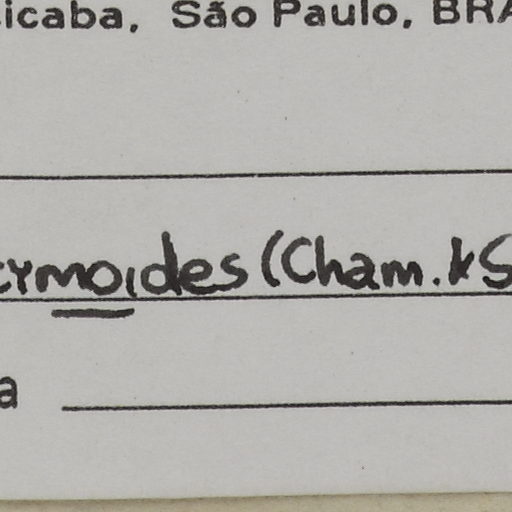 icaba, São Paulo, BRA
cymoides (Cham. & S
a